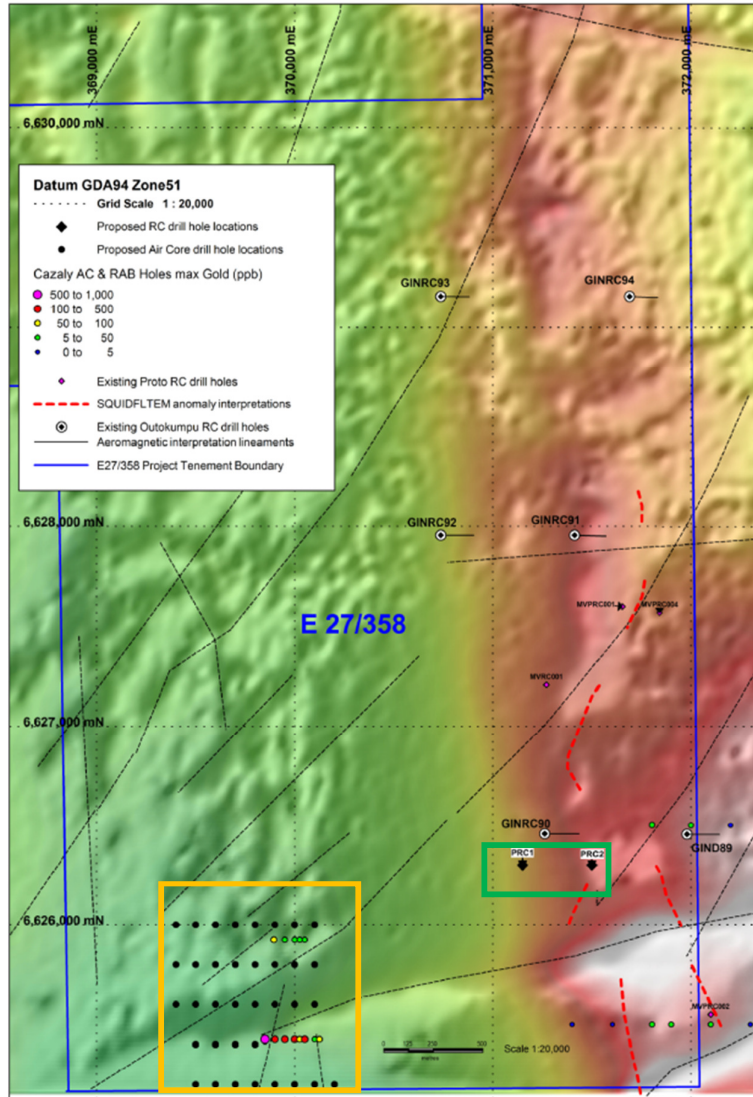 369,000 mE
370,000 mE
371,000 mE
372,000 mE
6,630,000 mN
Datum GDA94 Zone51
Grid Scale 1 : 20,000
Proposed RC drill hole locations
Proposed Air Core drill hole locations
Cazaly AC & RAB Holes max Gold (ppb)
500 to 1,000
100 to 500
50 to 100
5 to 50
0 to 5
Existing Proto RC drill holes
SQUIDFLTEM anomaly interpretations
Existing Outokumpu RC drill holes
Aeromagnetic interpretation lineaments
E27/358 Project Tenement Boundary
GINRC93
GINRC94
6,628,000 mN
GINRC92
GINRC91
MVPRC001
MVPRC004
E 27/358
MVRC001
6,627,000 mN
GINRC90
GIND89
PRC1
PRC2
6,626,000 mN
MVPRC002
500
metres
Scale 1:20,000